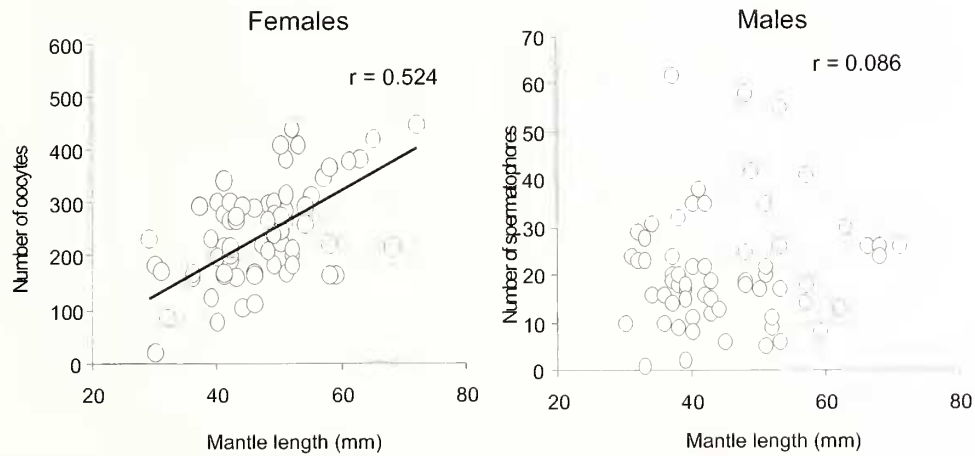 Females
r = 0.524
Number of oocytes
600
500
400
300
200
100
0
20
40
60
80
Mantle length (mm)
Males
r = 0.086
Number of spermatophores
70
60
50
40
30
20
10
0
20
40
60
80
Mantle length (mm)